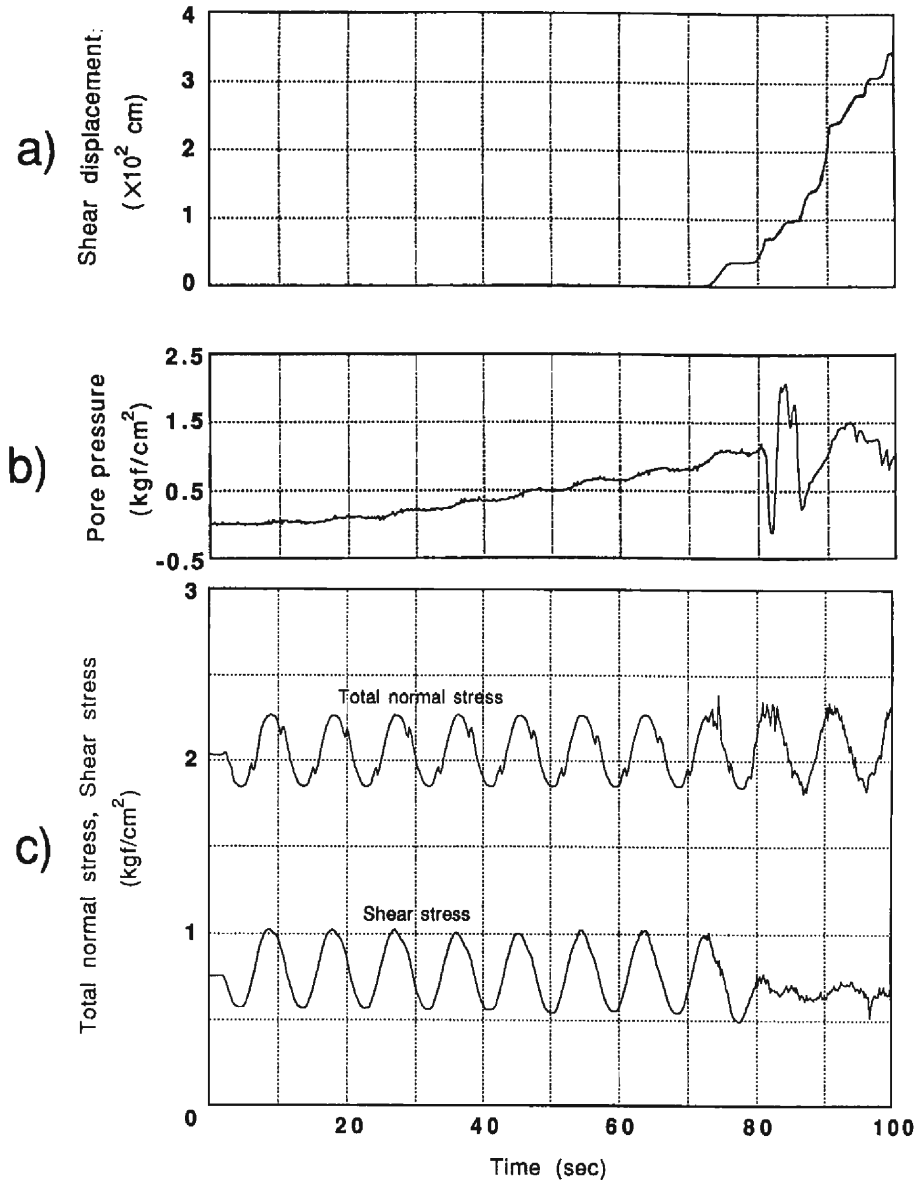 a)
Shear displacement:
(×10² cm)
4
3
2
1
0
b)
Pore pressure
(kgf/cm²)
2.5
1.5
0.5
-0.5
c)
Total normal stress, Shear stress
(kgf/cm²)
3
2
1
0
Total normal stress
Shear stress
20 40 60 80 100
Time (sec)